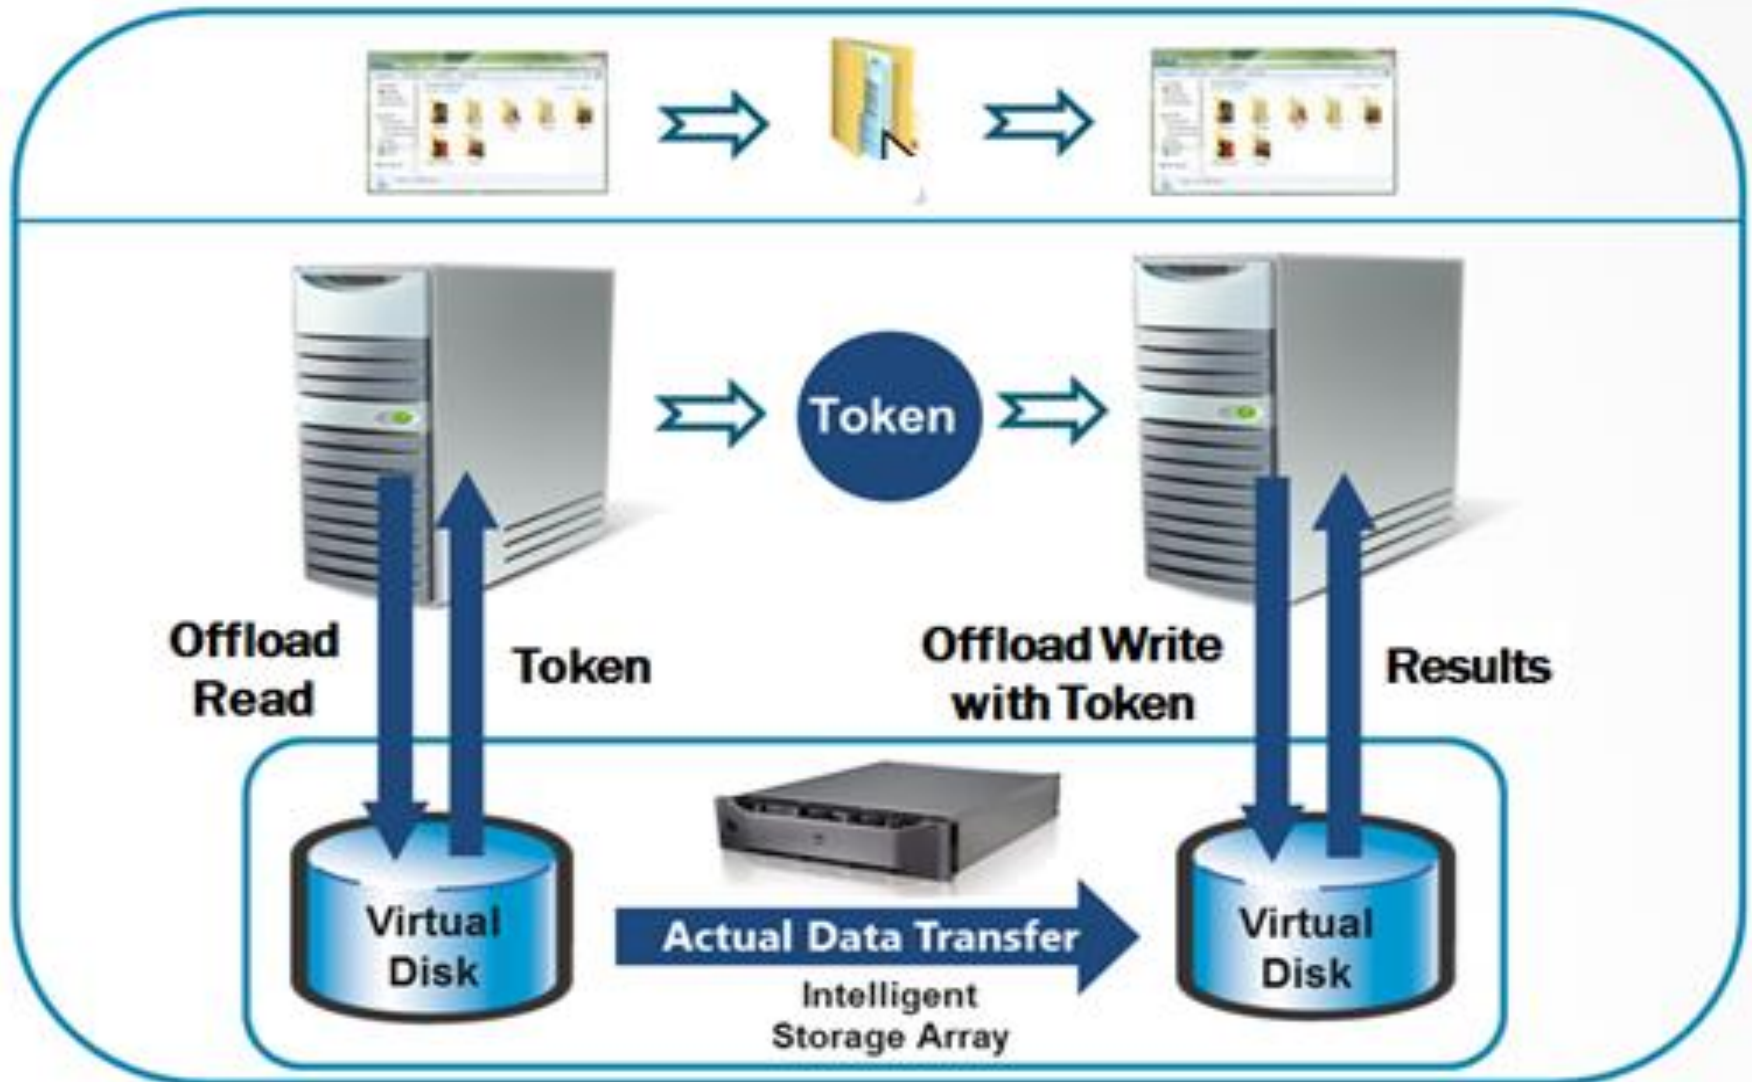 Token
Offload
Read
Token
Offload Write
with Token
Results
Virtual
Disk
Actual Data Transfer
Intelligent
Storage Array
Virtual
Disk